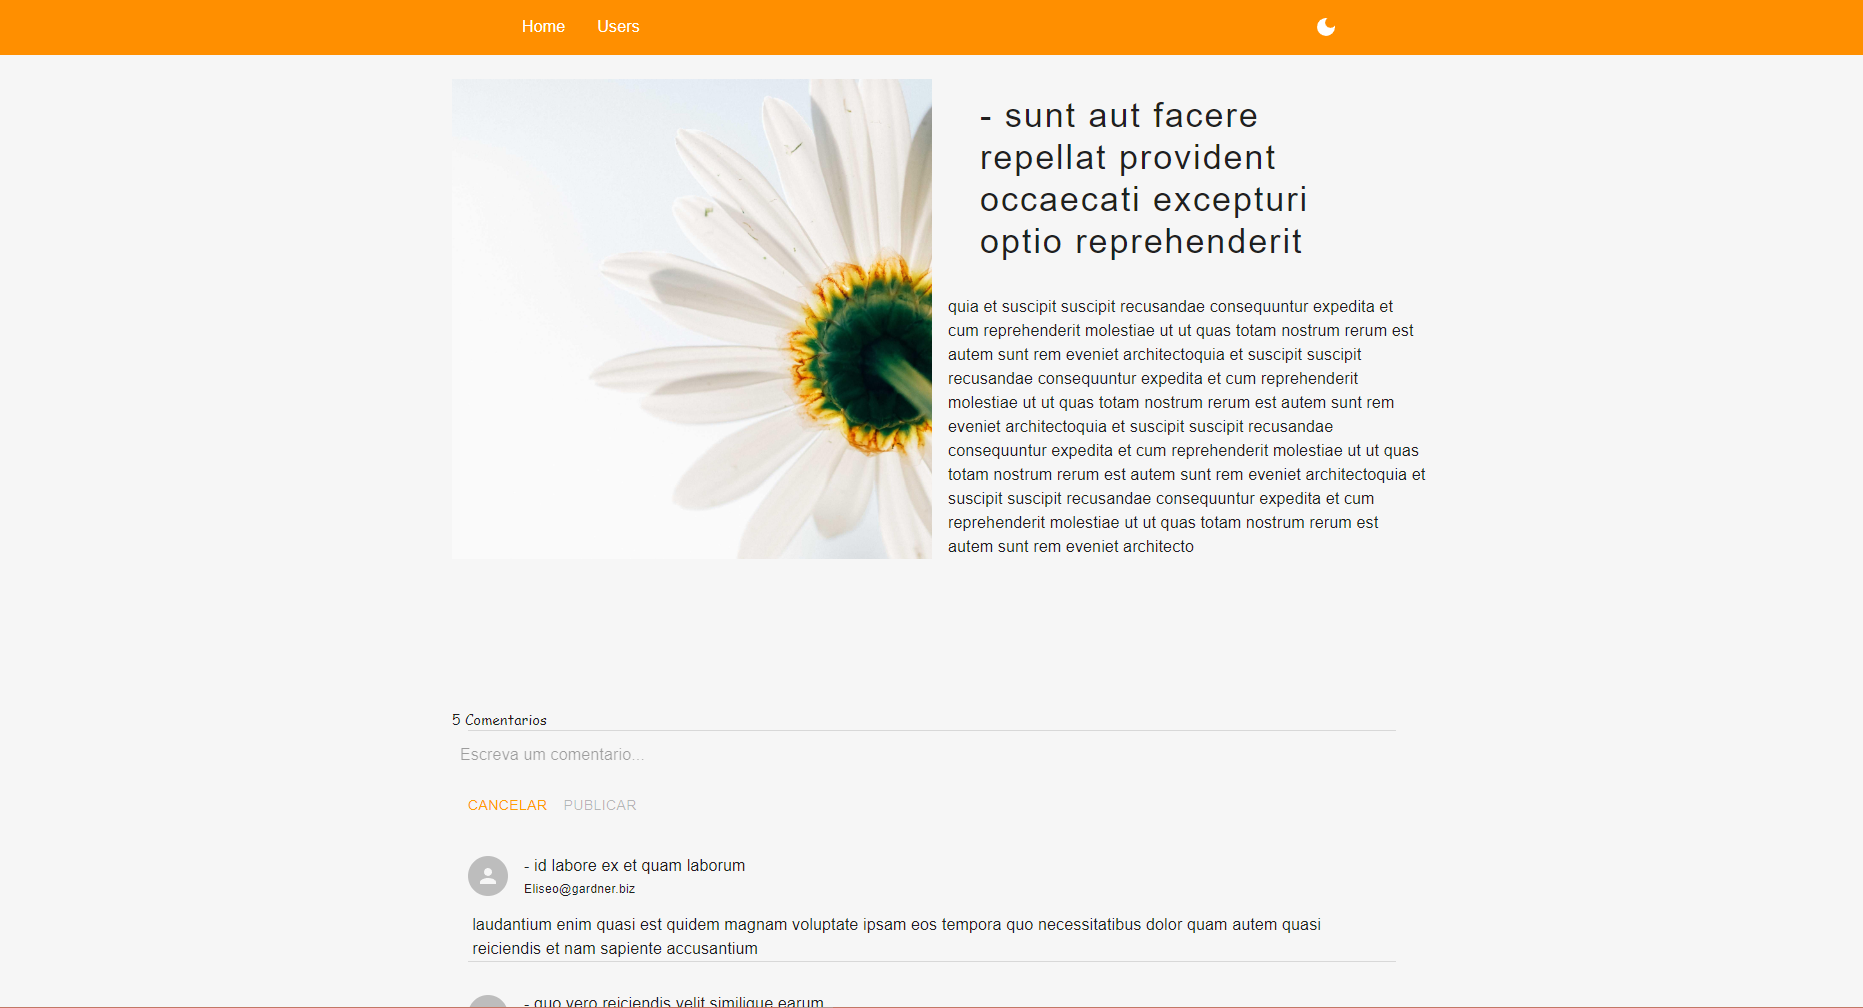 Home Users
- sunt aut facere
repellat provident
occaecati excepturi
optio reprehenderit
quia et suscipit suscipit recusandae consequuntur expedita et
cum reprehenderit molestiae ut ut quas totam nostrum rerum est
autem sunt rem eveniet architectoquia et suscipit suscipit
recusandae consequuntur expedita et cum reprehenderit
molestiae ut ut quas totam nostrum rerum est autem sunt rem
eveniet architectoquia et suscipit suscipit recusandae
consequuntur expedita et cum reprehenderit molestiae ut ut quas
totam nostrum rerum est autem sunt rem eveniet architectoquia et
suscipit suscipit recusandae consequuntur expedita et cum
reprehenderit molestiae ut ut quas totam nostrum rerum est
autem sunt rem eveniet architecto
5 Comentarios
Escreva um comentario...
CANCELAR PUBLICAR
- id labore ex et quam laborum
Eliseo@gardner.biz
laudantium enim quasi est quidem magnam voluptate ipsam eos tempora quo necessitatibus dolor quam autem quasi
reiciendis et nam sapiente accusantium
- quo vero reiciendis velit similique earum